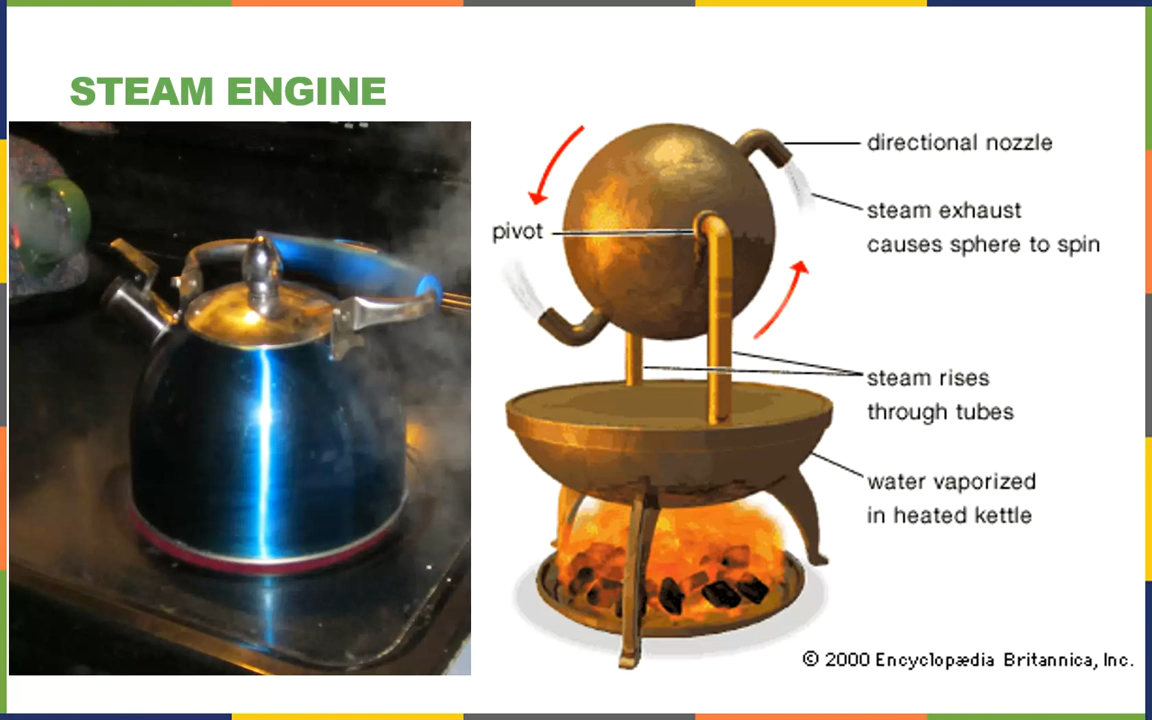 STEAM ENGINE
directional nozzle
steam exhaust
causes sphere to spin
pivot
steam rises
through tubes
water vaporized
in heated kettle
© 2000 Encyclopædia Britannica, Inc.